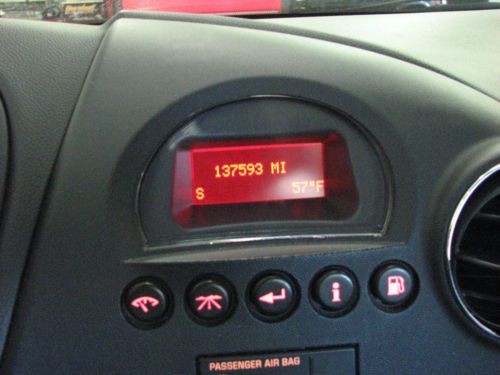 137593 MI
S 57°F
i
PASSENGER AIR BAG